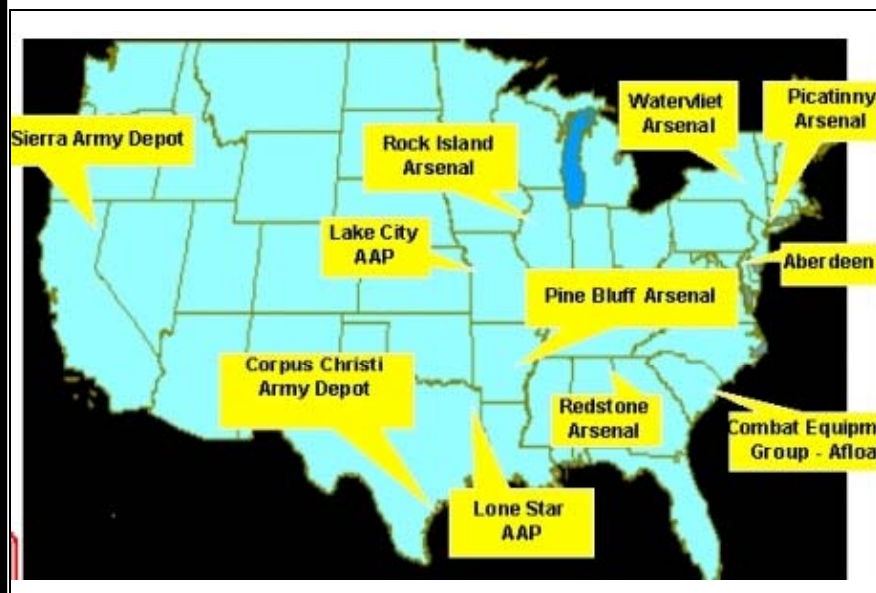 Watervliet
Arsenal
Picatinny
Arsenal
Sierra Army Depot
Rock Island
Arsenal
Lake City
AAP
Aberdeen
Pine Bluff Arsenal
Corpus Christi
Army Depot
Redstone
Arsenal
Combat Equipm
Group - Afloa
Lone Star
AAP